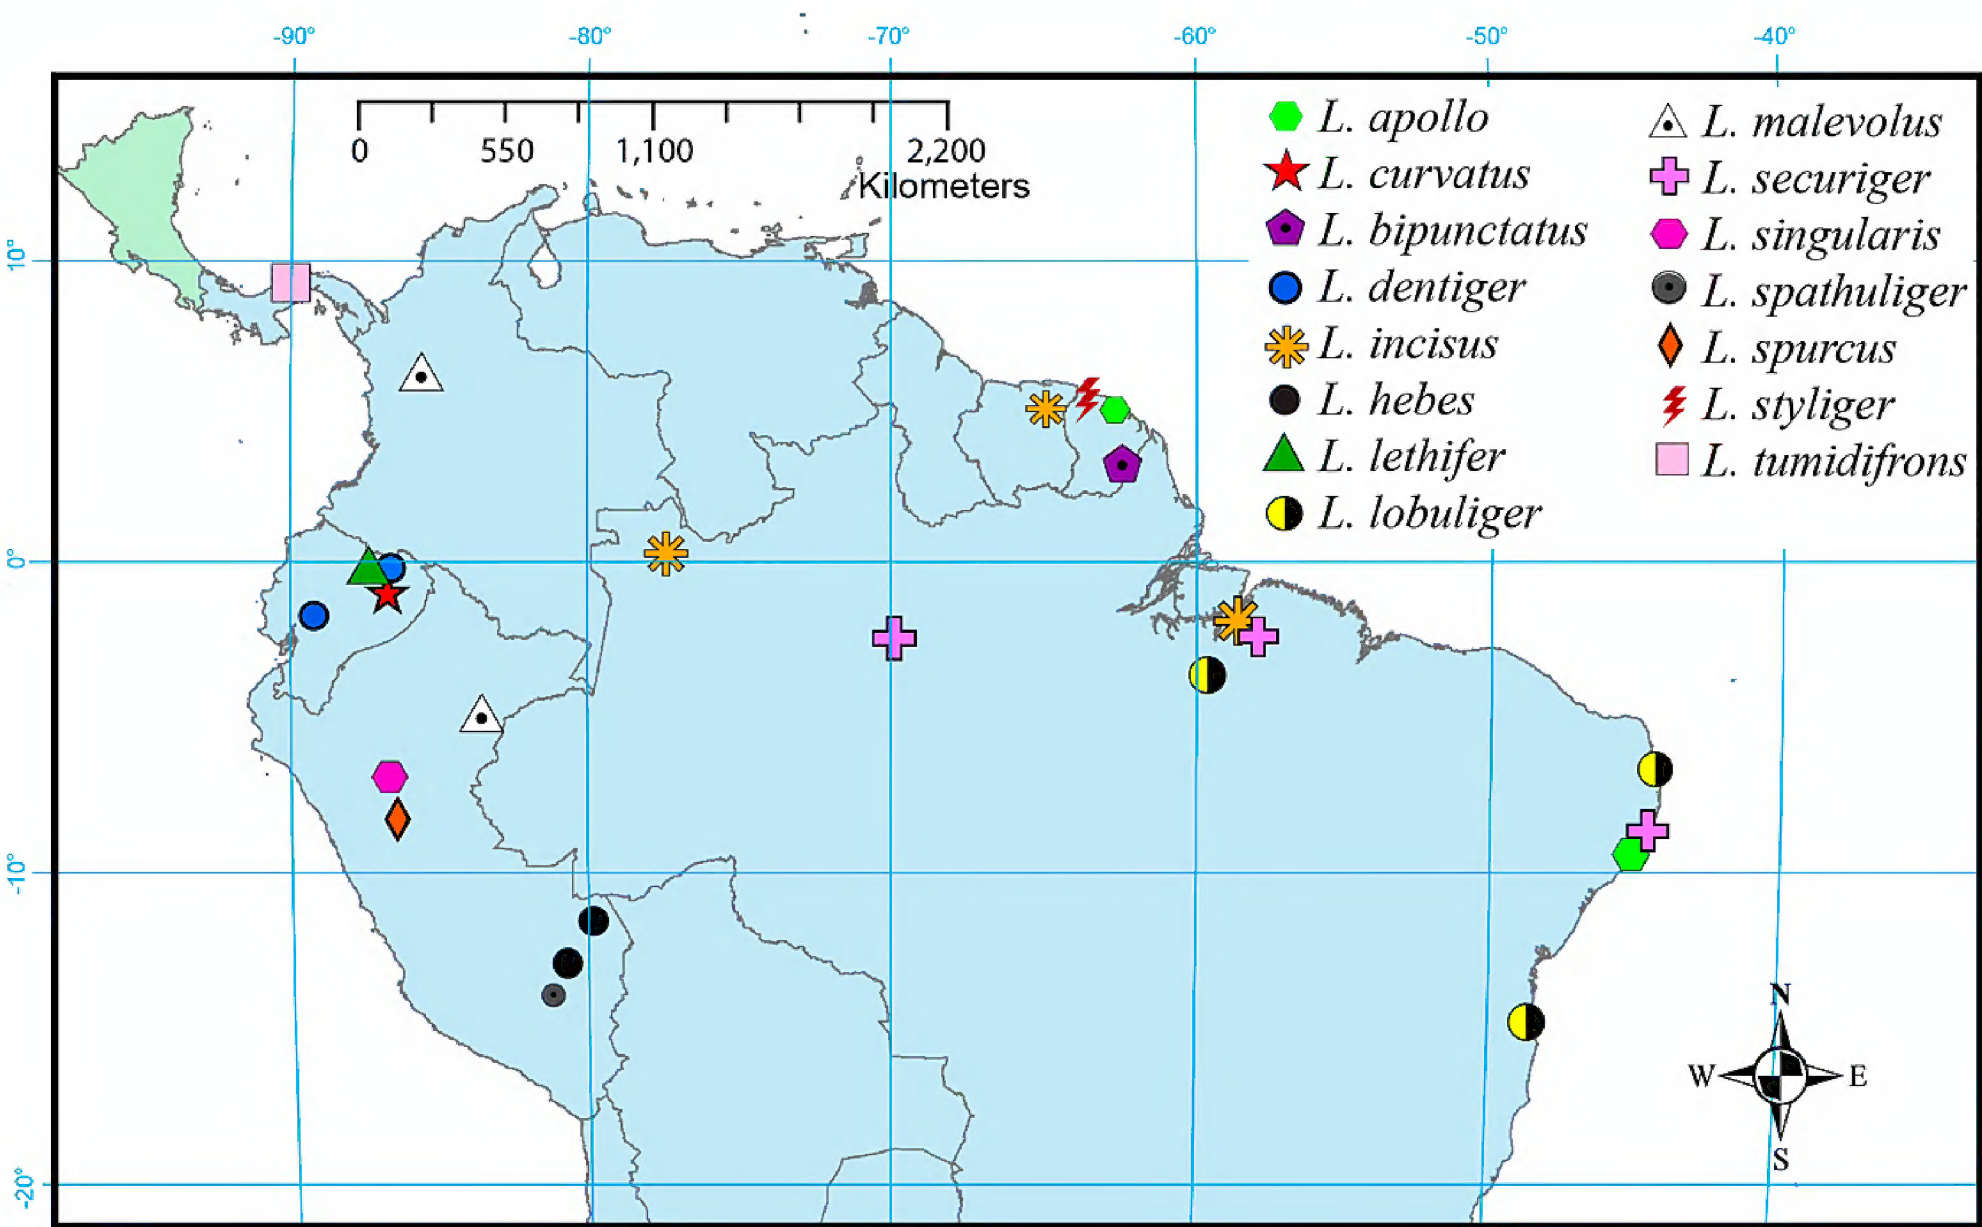 -90° -80° -70° -60° -50° -40°
0 550 1,100 2,200
Kilometers
10°
0°
-10°
-20°
L. apollo
L. curvatus
L. bipunctatus
L. dentiger
L. incisus
L. hebes
L. lethifer
L. lobuliger
L. malevolus
L. securiger
L. singularis
L. spathuliger
L. spurcus
L. styliger
L. tumidifrons
N
W E
S